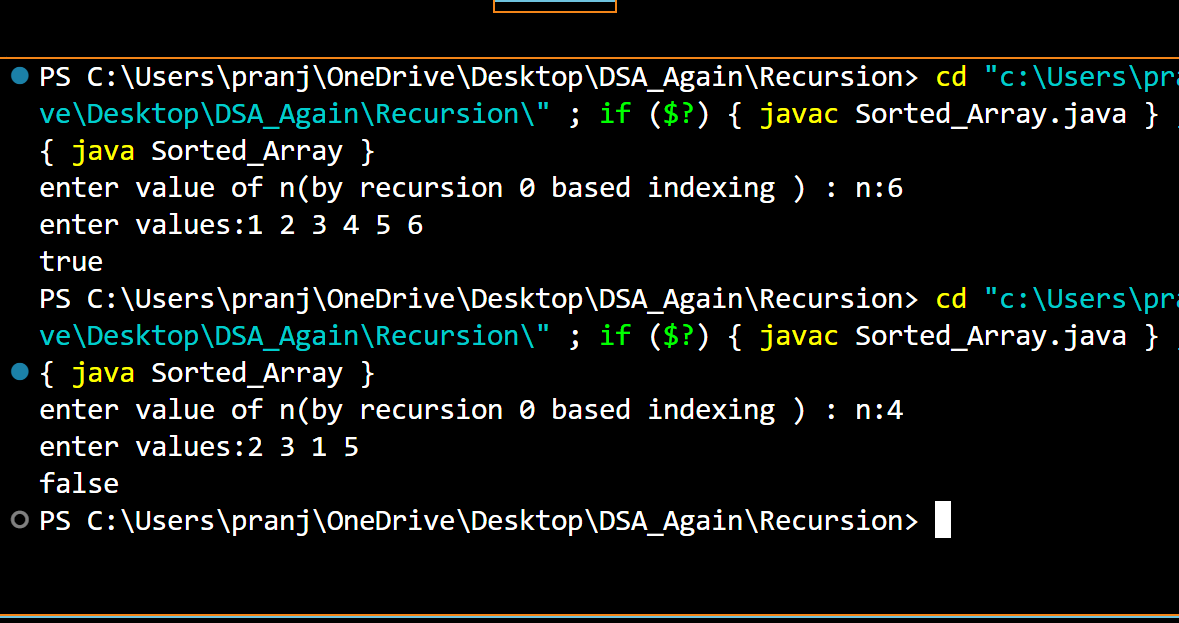 PS C:\Users\pranj\OneDrive\Desktop\DSA_Again\Recursion> cd "c:\Users\pra
ve\Desktop\DSA_Again\Recursion\" ; if ($?) { javac Sorted_Array.java }
{ java Sorted_Array }
enter value of n(by recursion 0 based indexing ) : n:6
enter values:1 2 3 4 5 6
true
PS C:\Users\pranj\OneDrive\Desktop\DSA_Again\Recursion> cd "c:\Users\pra
ve\Desktop\DSA_Again\Recursion\" ; if ($?) { javac Sorted_Array.java }
{ java Sorted_Array }
enter value of n(by recursion 0 based indexing ) : n:4
enter values:2 3 1 5
false
PS C:\Users\pranj\OneDrive\Desktop\DSA_Again\Recursion>